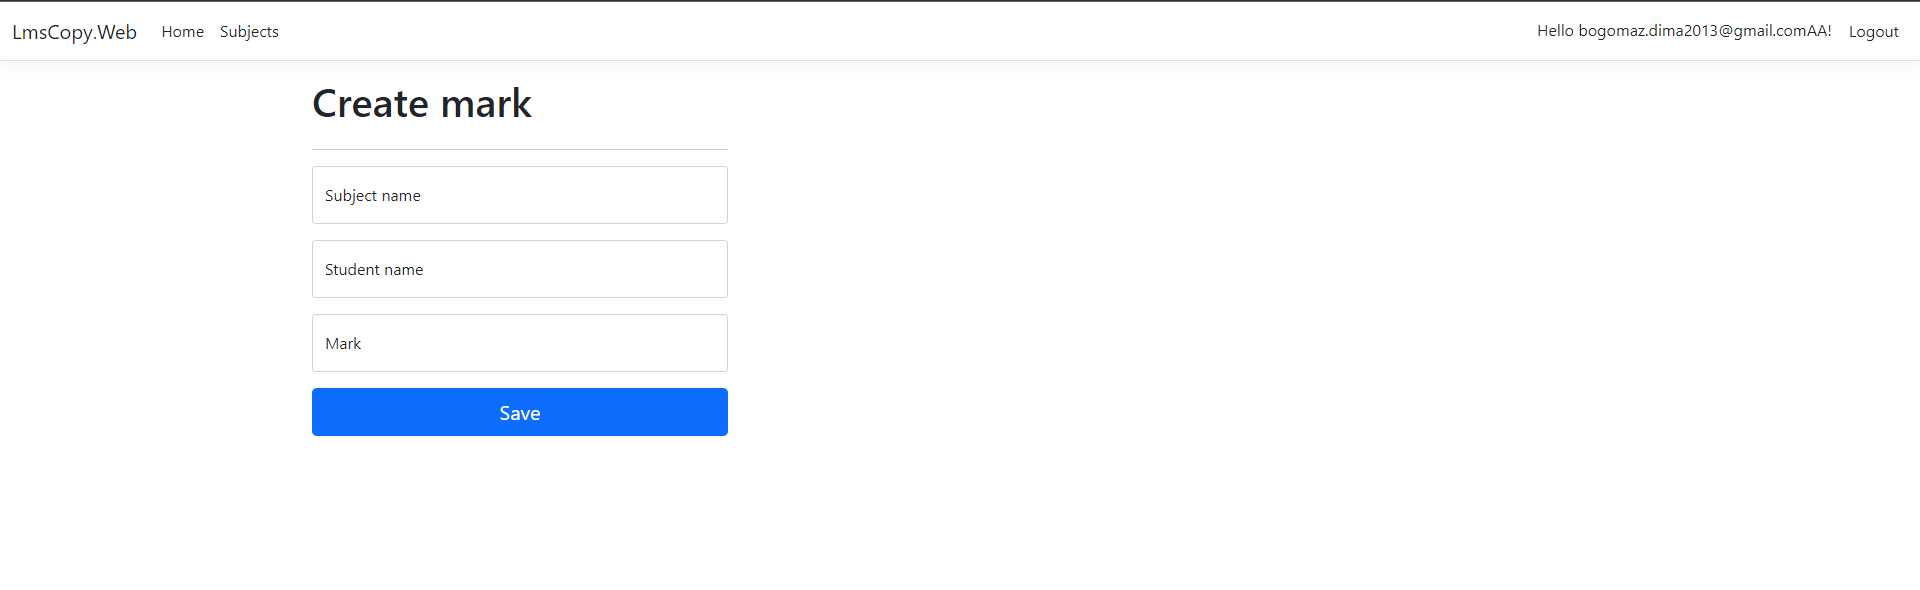 LmsCopy.Web Home Subjects Hello bogomaz.dima2013@gmail.comAA! Logout
Create mark
Subject name
Student name
Mark
Save